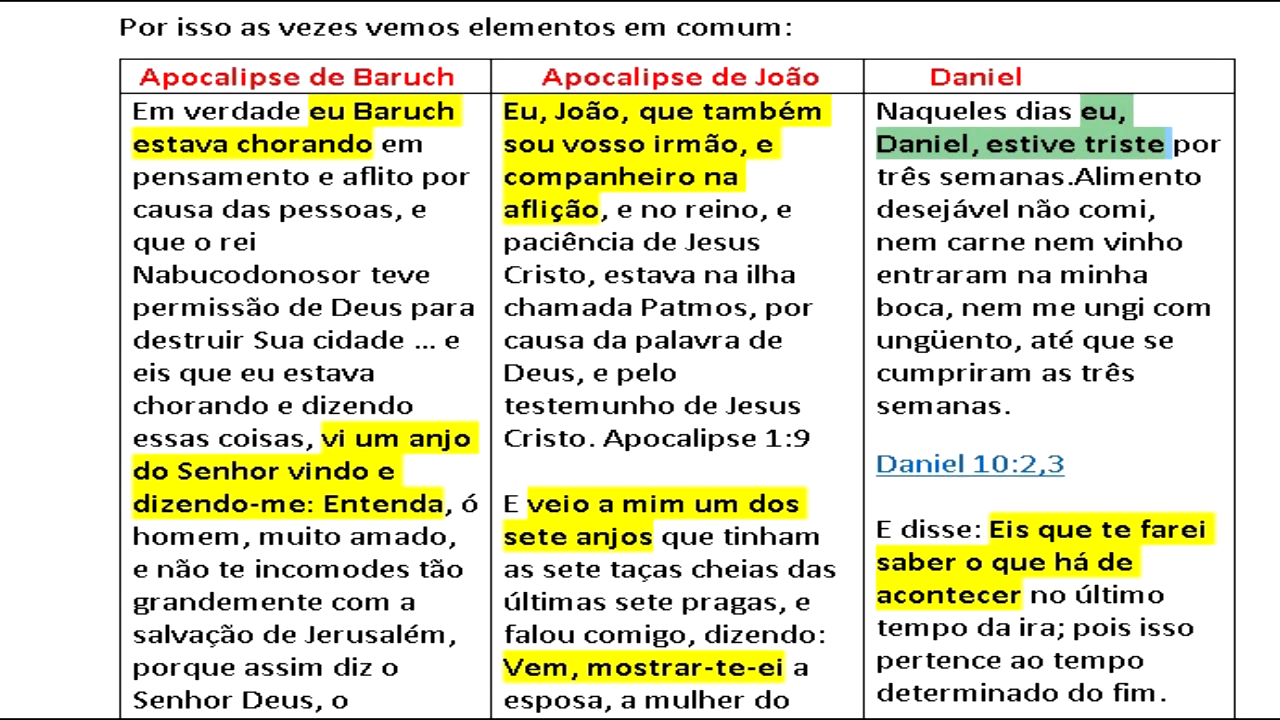 Por isso as vezes vemos elementos em comum:
Apocalipse de Baruch
Em verdade eu Baruch
estava chorando em
pensamento e aflito por
causa das pessoas, e
que o rei
Nabucodonosor teve
permissão de Deus para
destruir Sua cidade ... e
eis que eu estava
chorando e dizendo
essas coisas, vi um anjo
do Senhor vindo e
dizendo-me: Entenda, ó
homem, muito amado,
e não te incomodes tão
grandemente com a
salvação de Jerusalém,
porque assim diz o
Senhor Deus, o
Apocalipse de João
Eu, João, que também
sou vosso irmão, e
companheiro na
aflição, e no reino, e
paciência de Jesus
Cristo, estava na ilha
chamada Patmos, por
causa da palavra de
Deus, e pelo
testemunho de Jesus
Cristo. Apocalipse 1:9
E veio a mim um dos
sete anjos que tinham
as sete taças cheias das
últimas sete pragas, e
falou comigo, dizendo:
Vem, mostrar-te-ei a
esposa, a mulher do
Daniel
Naqueles dias eu,
Daniel, estive triste por
três semanas.Alimento
desejável não comi,
nem carne nem vinho
entraram na minha
boca, nem me ungi com
ungüento, até que se
cumpriram as três
semanas.
Daniel 10:2,3
E disse: Eis que te farei
saber o que há de
acontecer no último
tempo da ira; pois isso
pertence ao tempo
determinado do fim.